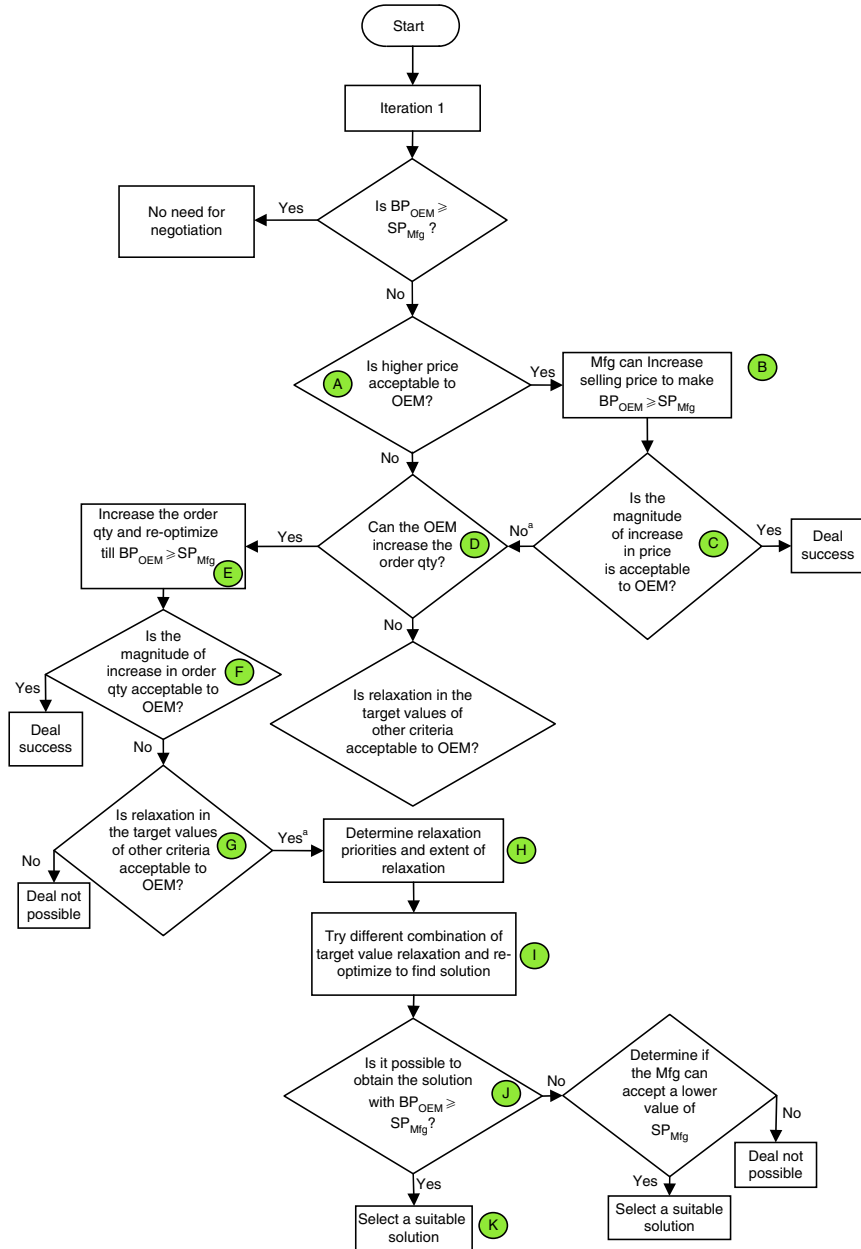 Start
Iteration 1
Is BP_OEM ⩾
SP_Mfg ?
Yes
No need for
negotiation
No
Is higher price
acceptable to
OEM?
A
Yes
Mfg can Increase
selling price to make
BP_OEM ⩾ SP_Mfg
B
No
Is the
magnitude
of increase
in price
is acceptable
to OEM?
C
Yes
Deal
success
No^a
Can the OEM
increase the
order qty?
D
Yes
Increase the order
qty and re-optimize
till BP_OEM ⩾ SP_Mfg
E
No
Is the
magnitude of
increase in order
qty acceptable to
OEM?
F
Yes
Deal
success
Is relaxation in the
target values of
other criteria
acceptable to OEM?
No
Is relaxation in
the target values
of other criteria
acceptable to
OEM?
G
No
Deal not
possible
Yes^a
Determine relaxation
priorities and extent of
relaxation
H
Try different combination of
target value relaxation and re-
optimize to find solution
I
Is it possible to
obtain the solution
with BP_OEM ⩾
SP_Mfg?
J
No
Determine if
the Mfg can
accept a lower
value of
SP_Mfg
No
Deal not
possible
Yes
Select a suitable
solution
Yes
Select a suitable
solution
K